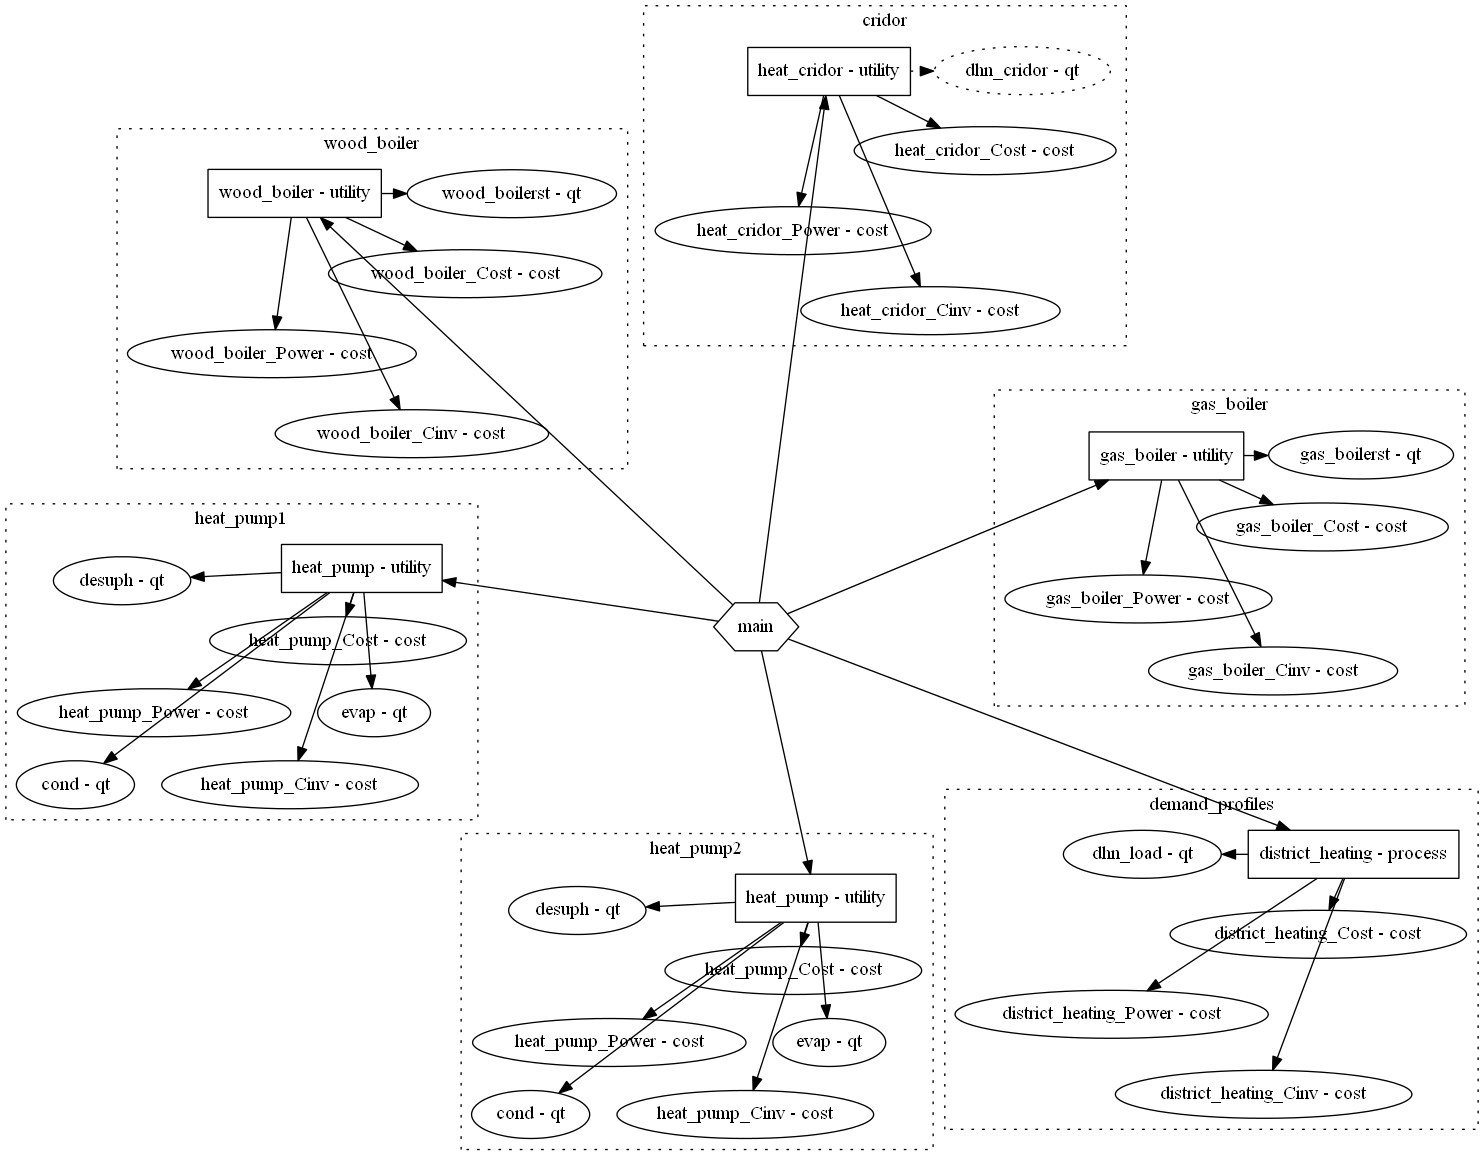 cridor
heat_cridor - utility
dhn_cridor - qt
heat_cridor_Cost - cost
heat_cridor_Power - cost
heat_cridor_Cinv - cost
wood_boiler
wood_boiler - utility
wood_boilerst - qt
wood_boiler_Cost - cost
wood_boiler_Power - cost
wood_boiler_Cinv - cost
gas_boiler
gas_boiler - utility
gas_boilerst - qt
gas_boiler_Cost - cost
gas_boiler_Power - cost
gas_boiler_Cinv - cost
heat_pump1
heat_pump - utility
desuph - qt
heat_pump_Cost - cost
heat_pump_Power - cost
evap - qt
cond - qt
heat_pump_Cinv - cost
main
heat_pump2
heat_pump - utility
desuph - qt
heat_pump_Cost - cost
heat_pump_Power - cost
evap - qt
cond - qt
heat_pump_Cinv - cost
demand_profiles
dhn_load - qt
district_heating - process
district_heating_Cost - cost
district_heating_Power - cost
district_heating_Cinv - cost